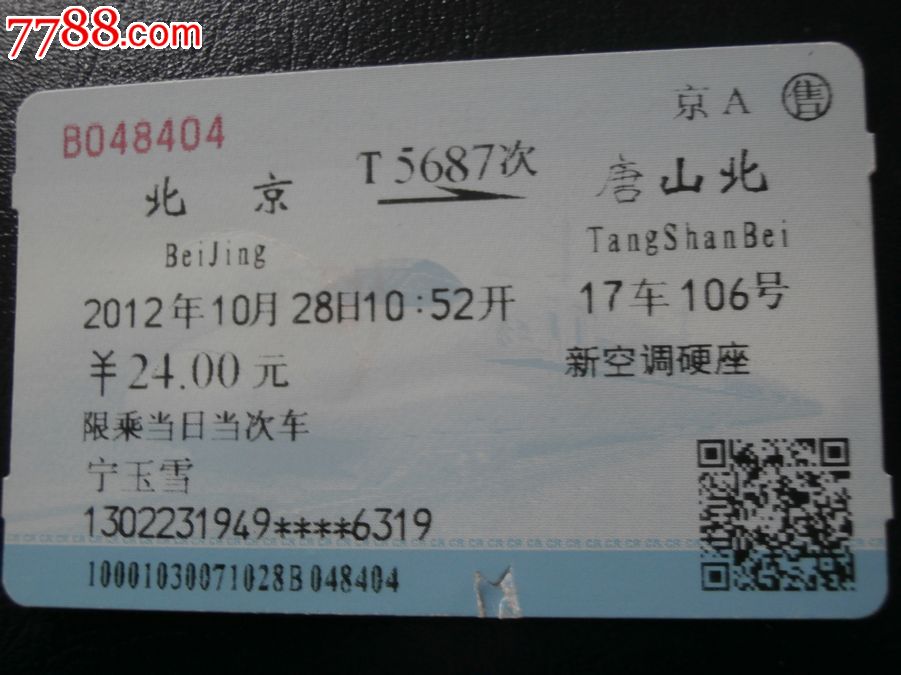 7788.com
京A 售
B048404
北京 T5687次 唐山北
BeiJing TangShanBei
2012年10月28日10:52开 17车106号
￥24.00元 新空调硬座
限乘当日当次车
宁玉雪
1302231949****6319
10001030071028B048404